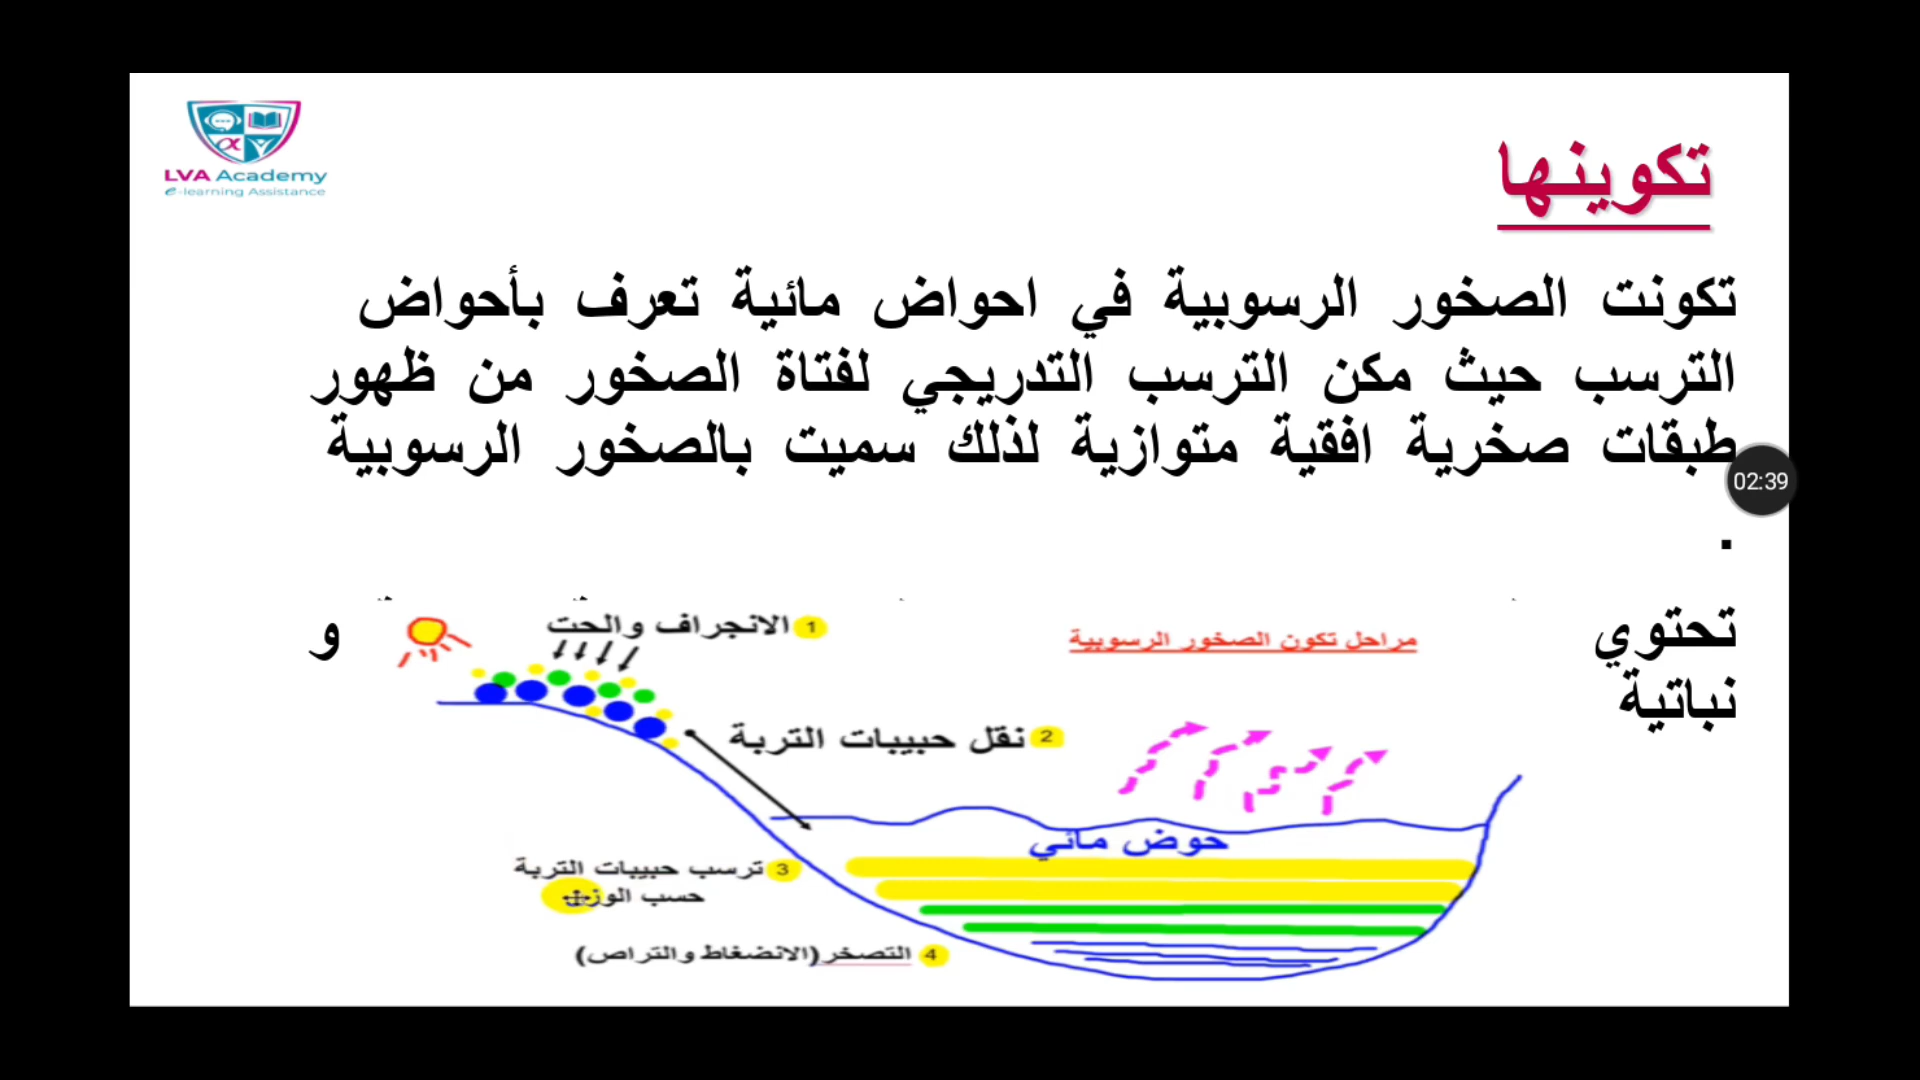 LVA Academy
e-learning Assistance
تكوينها
تكونت الصخور الرسوبية في احواض مائية تعرف بأحواض
الترسب حيث مكن الترسب التدريجي لفتاة الصخور من ظهور
طبقات صخرية افقية متوازية لذلك سميت بالصخور الرسوبية
02:39
.
تحتوي
و
نباتية
مراحل تكون الصخور الرسوبية
1 الانجراف والحت
2 نقل حبيبات التربة
حوض مائي
3 ترسب حبيبات التربة
حسب الوزن
4 التصخر (الانضغاط والتراص)